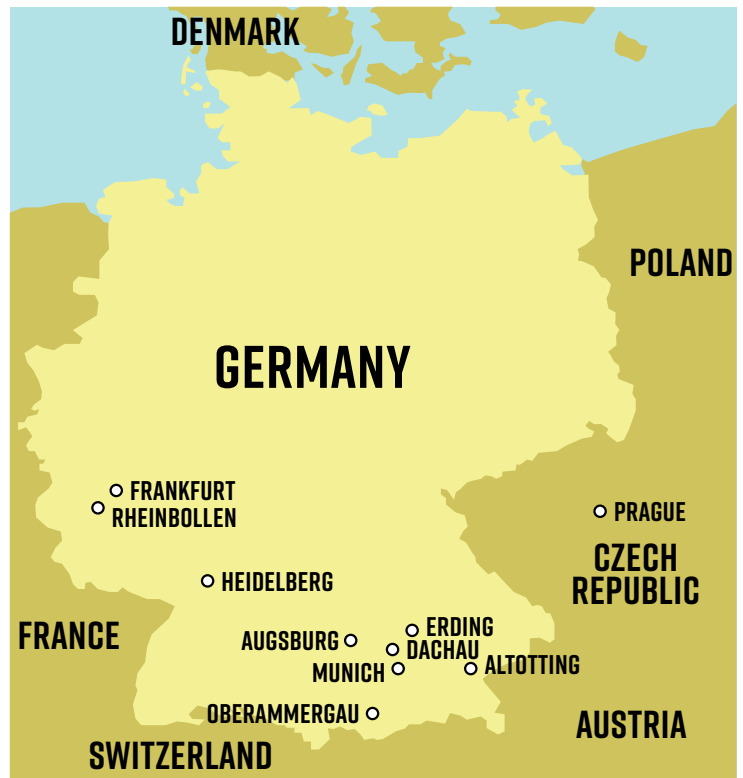 DENMARK
POLAND
GERMANY
FRANKFURT
RHEINBOLLEN
PRAGUE
CZECH
REPUBLIC
HEIDELBERG
FRANCE
AUGSBURG
ERDING
DACHAU
MUNICH
ALTOTTING
OBERAMMERGAU
AUSTRIA
SWITZERLAND